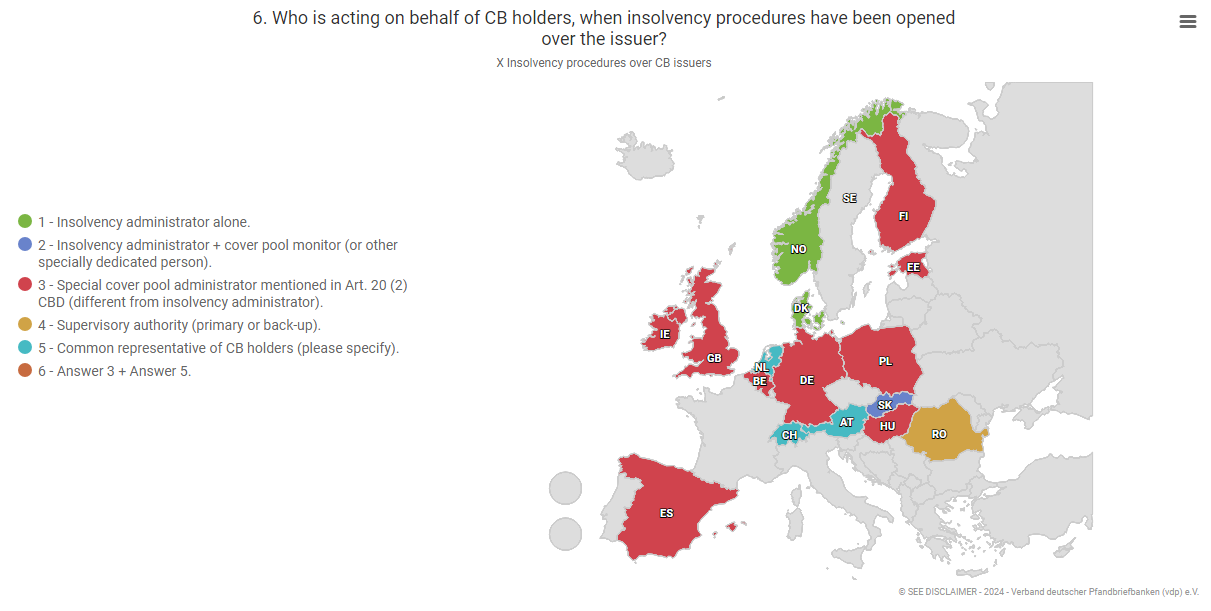 6. Who is acting on behalf of CB holders, when insolvency procedures have been opened
over the issuer?
X Insolvency procedures over CB issuers
1 - Insolvency administrator alone.
2 - Insolvency administrator + cover pool monitor (or other
specially dedicated person).
3 - Special cover pool administrator mentioned in Art. 20 (2)
CBD (different from insolvency administrator).
4 - Supervisory authority (primary or back-up).
5 - Common representative of CB holders (please specify).
6 - Answer 3 + Answer 5.
SE
FI
NO
EE
DK
IE
GB
NL
BE
DE
PL
SK
AT
HU
CH
RO
ES
© SEE DISCLAIMER - 2024 - Verband deutscher Pfandbriefbanken (vdp) e.V.